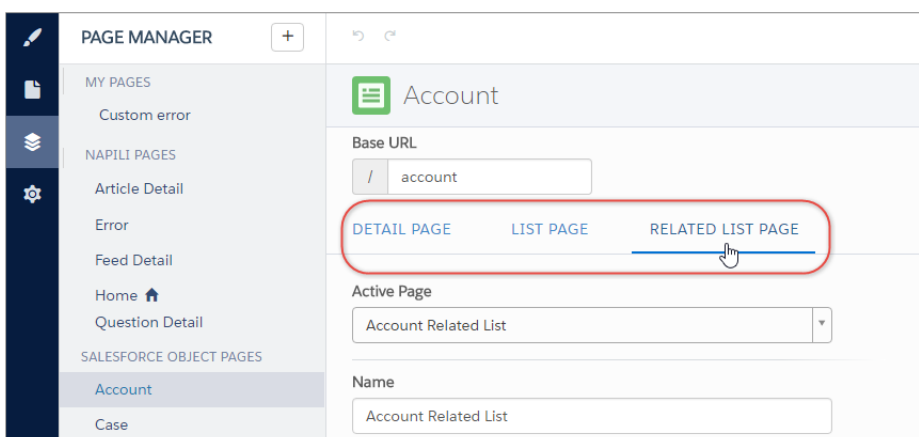 PAGE MANAGER
+
MY PAGES
Custom error
NAPILI PAGES
Article Detail
Error
Feed Detail
Home
Question Detail
SALESFORCE OBJECT PAGES
Account
Case
Account
Base URL
/ account
DETAIL PAGE LIST PAGE RELATED LIST PAGE
Active Page
Account Related List
Name
Account Related List